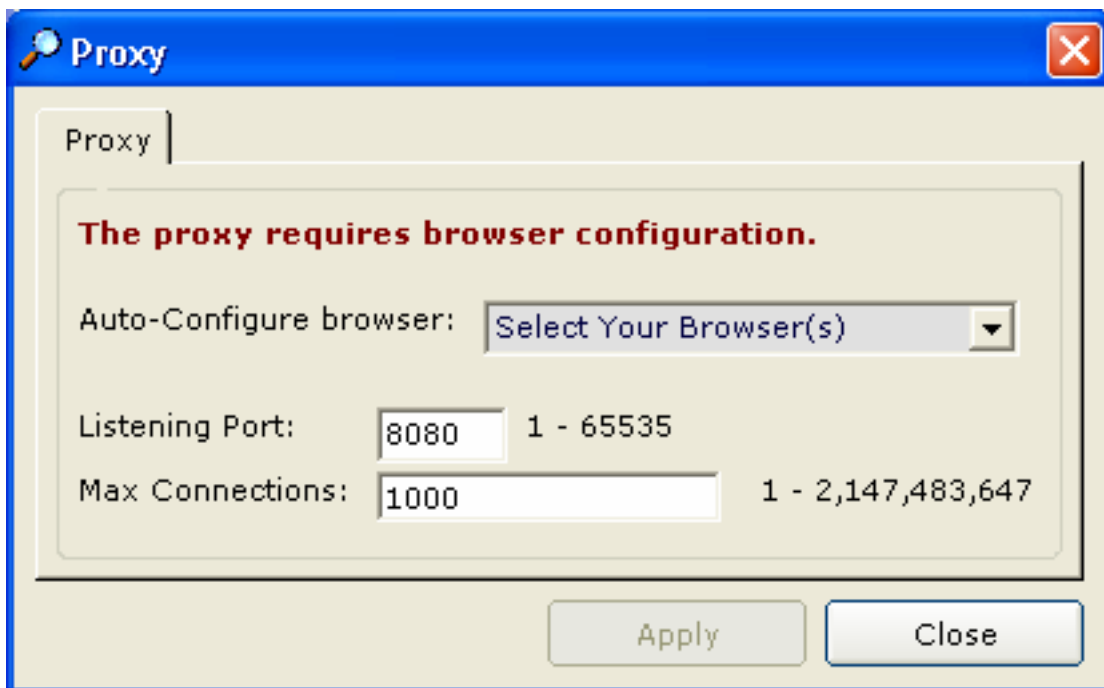 Proxy
Proxy
The proxy requires browser configuration.
Auto-Configure browser: Select Your Browser(s)
Listening Port: 8080 1 - 65535
Max Connections: 1000 1 - 2,147,483,647
Apply Close